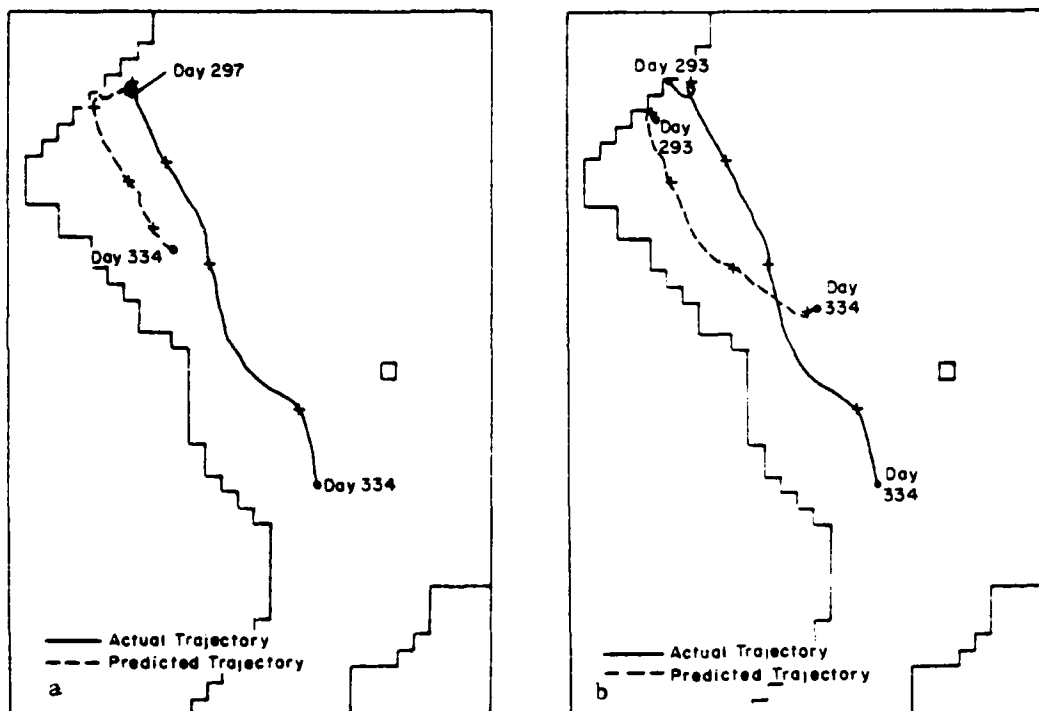 Day 297
Day 334
Day 334
Actual Trajectory
Predicted Trajectory
a
Day 293
Day
293
Day
334
Day
334
Actual Trajectory
Predicted Trajectory
b